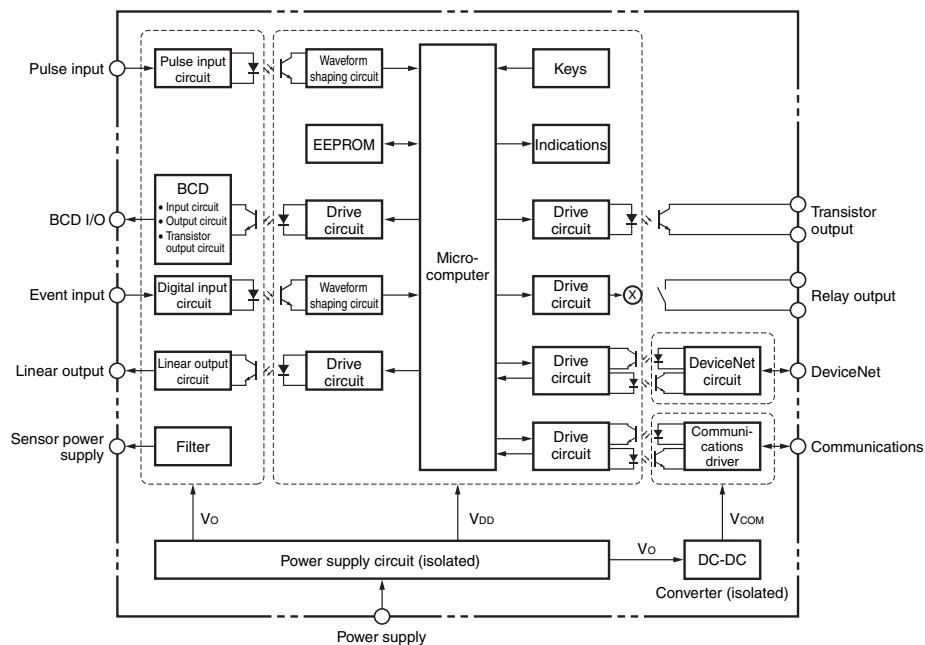 Pulse input
Pulse input
circuit
Waveform
shaping circuit
Keys
EEPROM
Indications
BCD I/O
BCD
• Input circuit
• Output circuit
• Transistor
output circuit
Drive
circuit
Micro-
computer
Drive
circuit
Transistor
output
Event input
Digital input
circuit
Waveform
shaping circuit
Drive
circuit
X
Relay output
Linear output
Linear output
circuit
Drive
circuit
Drive
circuit
DeviceNet
circuit
DeviceNet
Sensor power
supply
Filter
Drive
circuit
Communi-
cations
driver
Communications
VO
VDD
VCOM
Power supply circuit (isolated)
VO
DC-DC
Converter (isolated)
Power supply